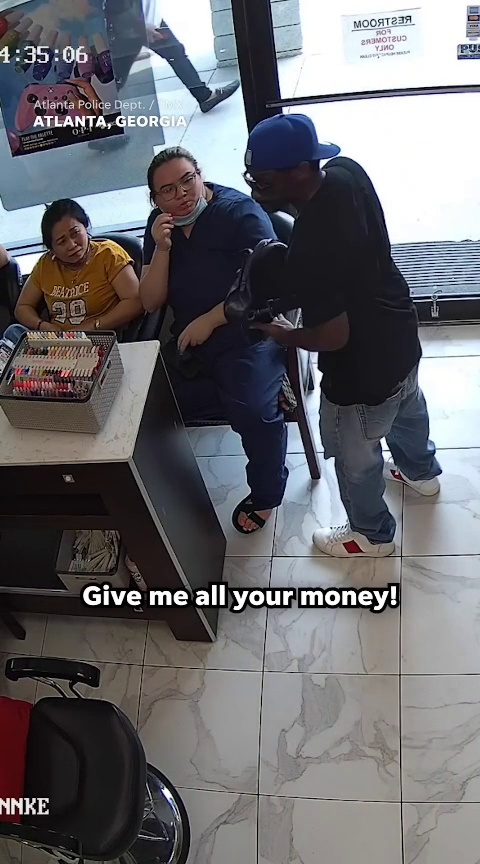 4:35:06
RESTROOM
FOR
CUSTOMERS
ONLY
Atlanta Police Dept. / TMX
ATLANTA, GEORGIA
O·P·I
BEATRICE
29
Give me all your money!
NNKE